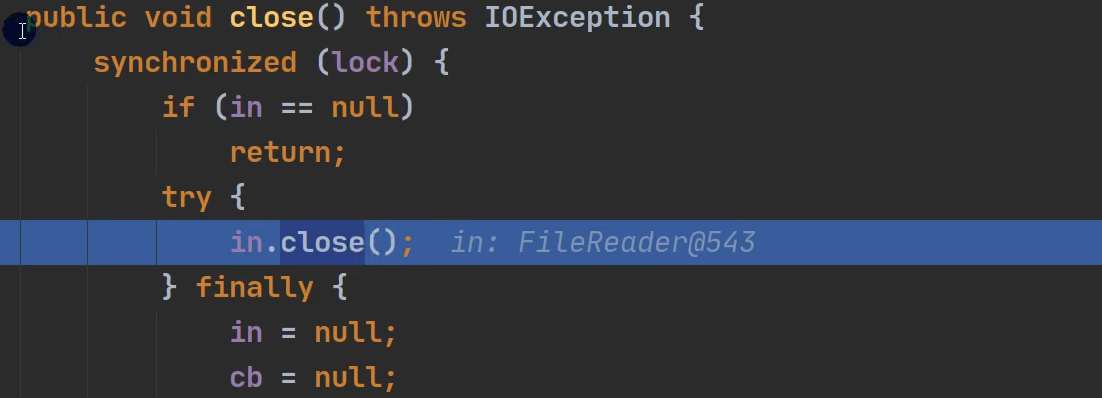 public void close() throws IOException {
synchronized (lock) {
if (in == null)
return;
try {
in.close(); in: FileReader@543
} finally {
in = null;
cb = null;